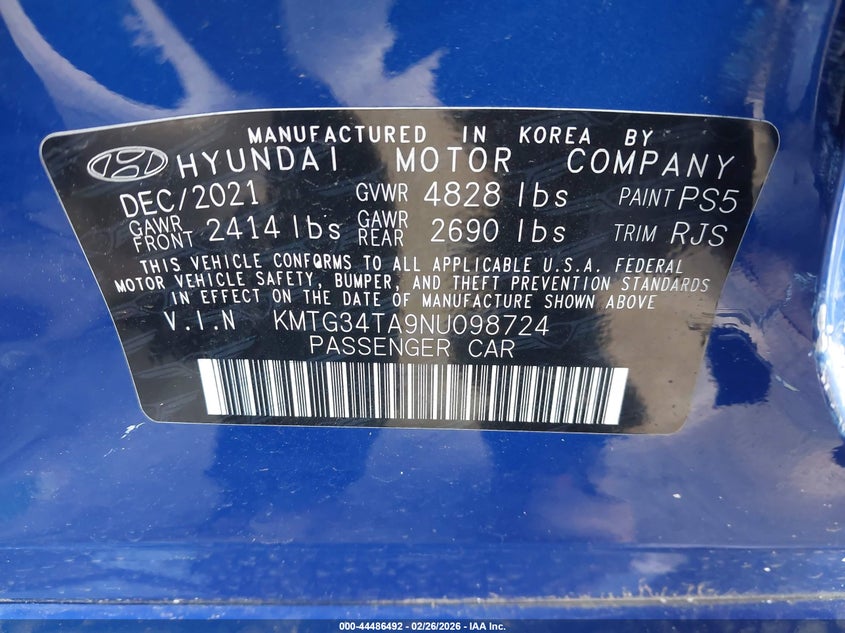 MANUFACTURED IN KOREA BY
HYUNDAI MOTOR COMPANY
DEC/2021 GVWR 4828 lbs PAINT PS5
GAWR FRONT 2414 lbs GAWR REAR 2690 lbs TRIM RJS
THIS VEHICLE CONFORMS TO ALL APPLICABLE U.S.A. FEDERAL
MOTOR VEHICLE SAFETY, BUMPER, AND THEFT PREVENTION STANDARDS
IN EFFECT ON THE DATE OF MANUFACTURE SHOWN ABOVE
V.I.N KMTG34TA9NU098724
PASSENGER CAR
000-44486492 - 02/26/2026 - IAA Inc.